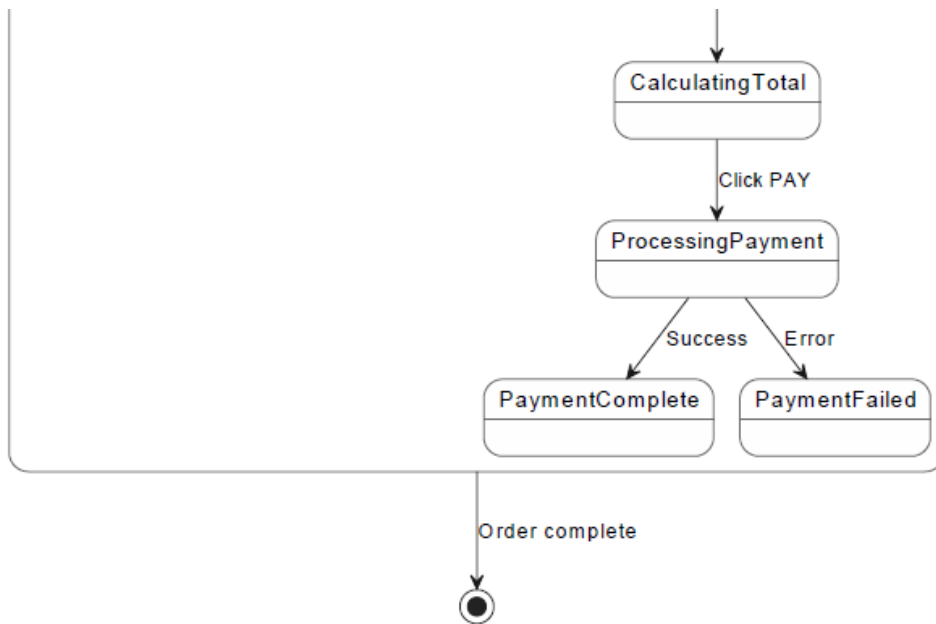 CalculatingTotal
Click PAY
ProcessingPayment
Success
Error
PaymentComplete
PaymentFailed
Order complete